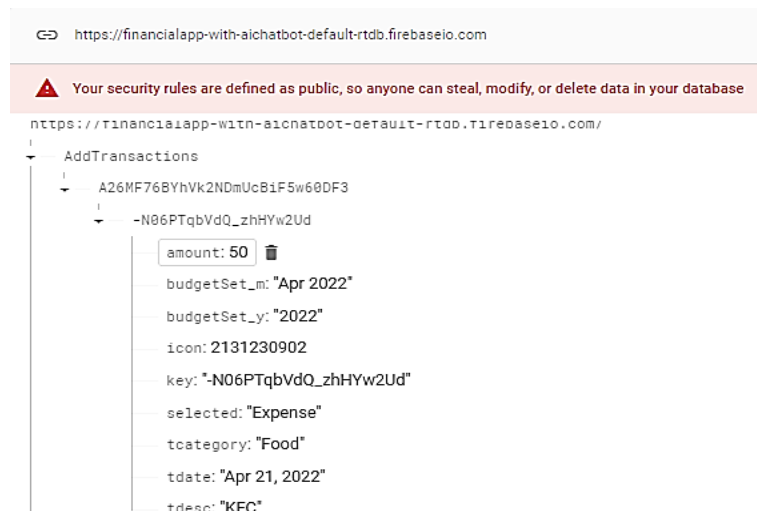 https://financialapp-with-aichatbot-default-rtdb.firebaseio.com
Your security rules are defined as public, so anyone can steal, modify, or delete data in your database
https://financialapp-with-aichatbot-default-rtdb.firebaseio.com/
AddTransactions
A26MF76BYhVk2NDmUcBiF5w60DF3
-N06PTqbVdQ_zhHYw2Ud
amount: 50
budgetSet_m: "Apr 2022"
budgetSet_y: "2022"
icon: 2131230902
key: "-N06PTqbVdQ_zhHYw2Ud"
selected: "Expense"
tcategory: "Food"
tdate: "Apr 21, 2022"
tdesc: "KFC"